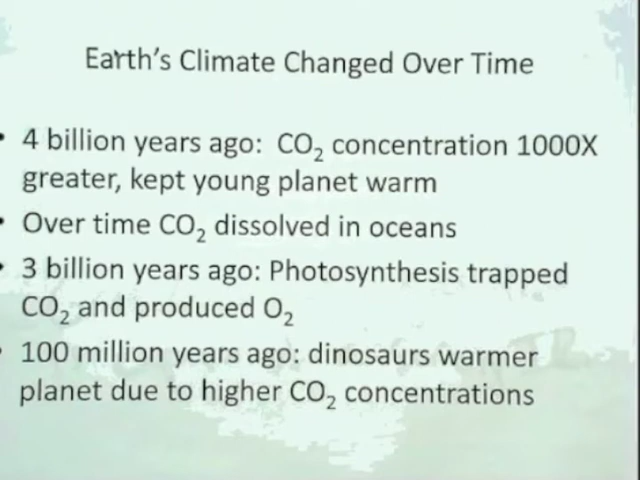 Earth's Climate Changed Over Time
• 4 billion years ago: CO₂ concentration 1000X
greater, kept young planet warm
• Over time CO₂ dissolved in oceans
• 3 billion years ago: Photosynthesis trapped
CO₂ and produced O₂
• 100 million years ago: dinosaurs warmer
planet due to higher CO₂ concentrations